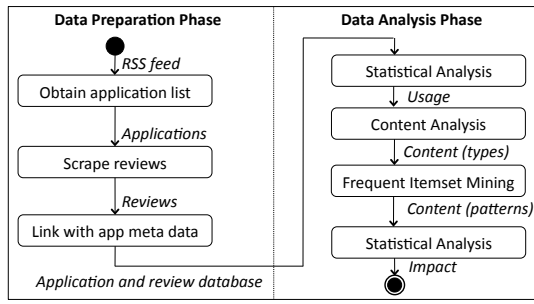 Data Preparation Phase
RSS feed
Obtain application list
Applications
Scrape reviews
Reviews
Link with app meta data
Application and review database
Data Analysis Phase
Statistical Analysis
Usage
Content Analysis
Content (types)
Frequent Itemset Mining
Content (patterns)
Statistical Analysis
Impact